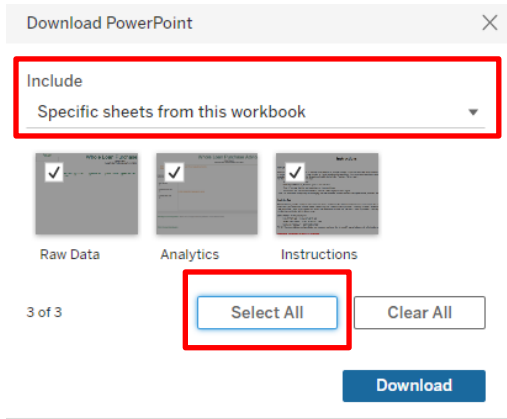 Download PowerPoint
Include
Specific sheets from this workbook
Raw Data
Analytics
Instructions
3 of 3
Select All
Clear All
Download